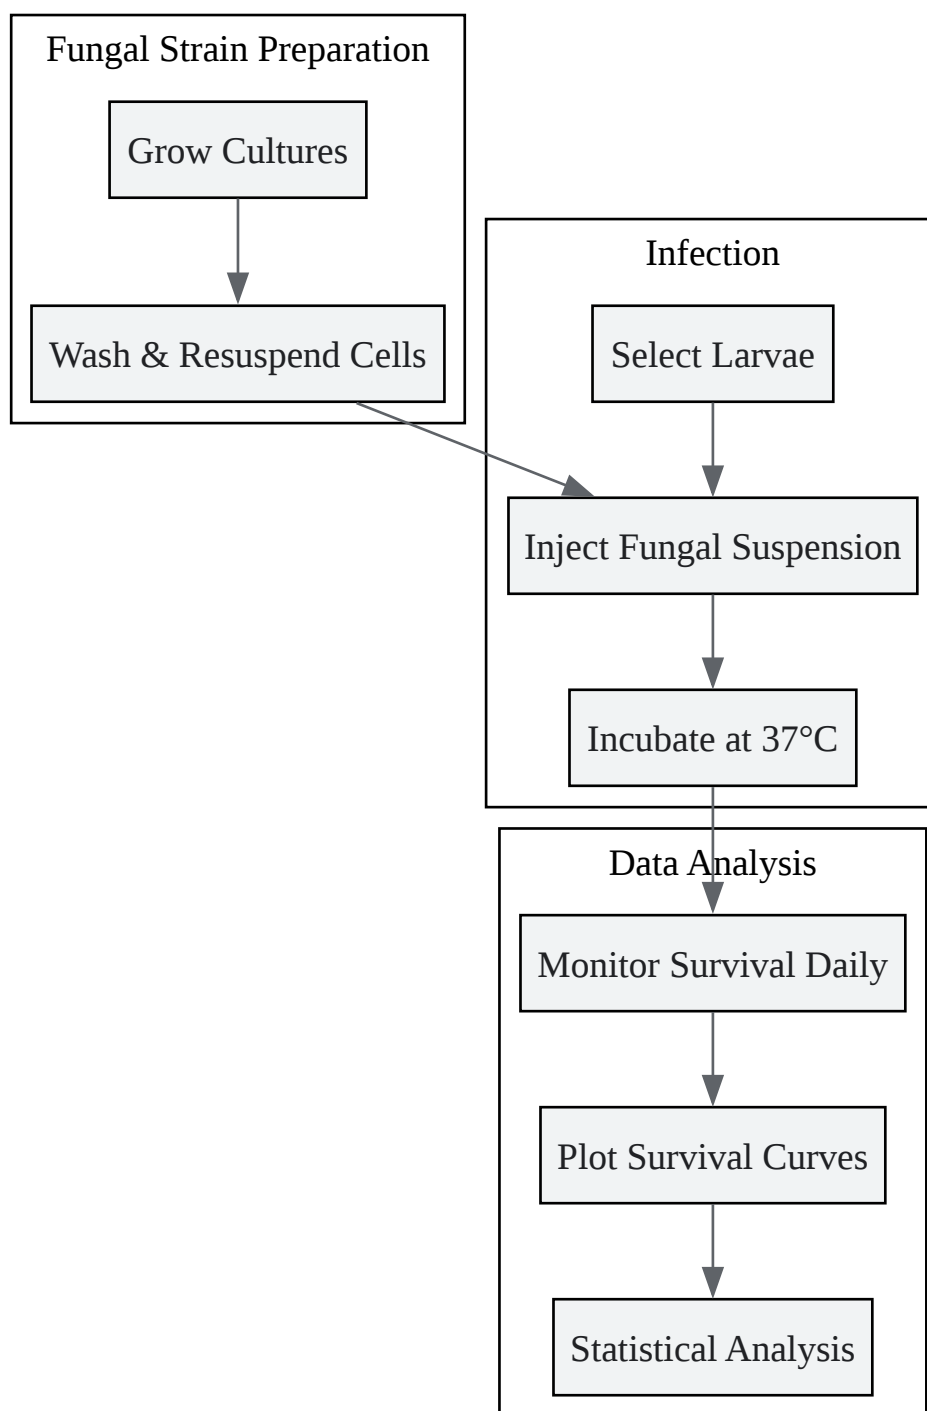 Fungal Strain Preparation
Grow Cultures
Wash & Resuspend Cells
Infection
Select Larvae
Inject Fungal Suspension
Incubate at 37°C
Data Analysis
Monitor Survival Daily
Plot Survival Curves
Statistical Analysis